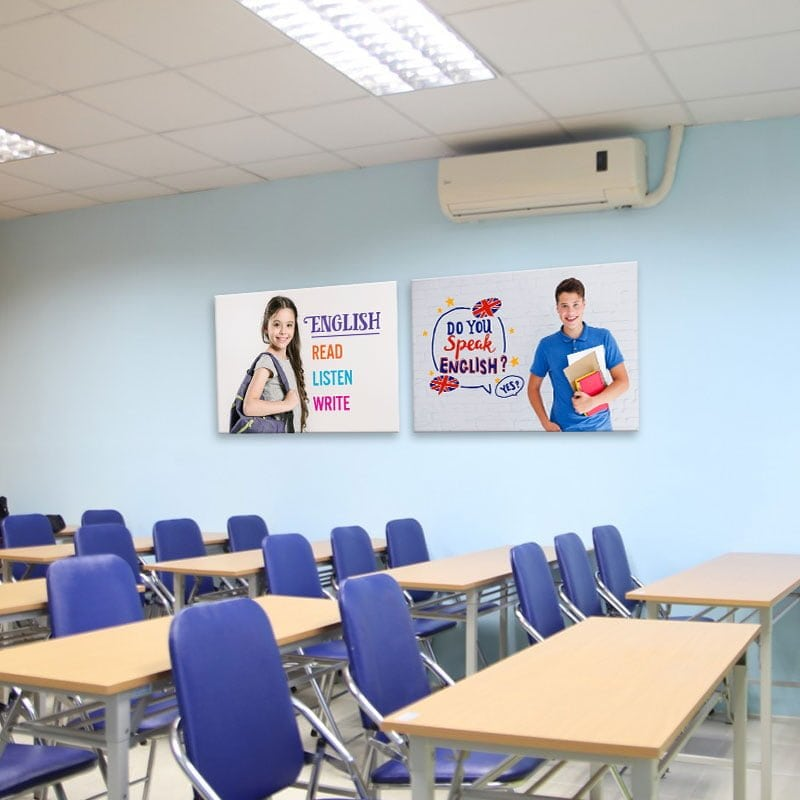 ENGLISH
READ
LISTEN
WRITE
DO YOU
Speak
ENGLISH?
YES?